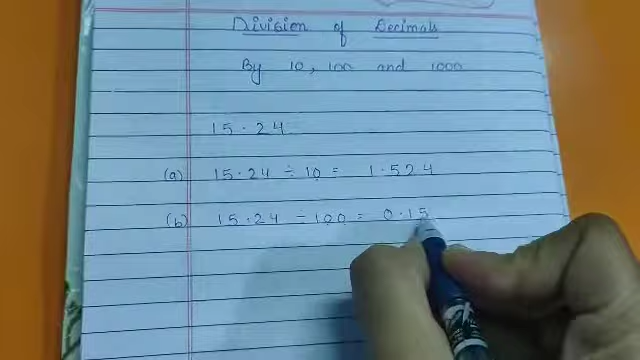 Division of Decimals
By 10, 100 and 1000
15.24
(a) 15.24 ÷ 10 = 1.524
(b) 15.24 ÷ 100 = 0.15